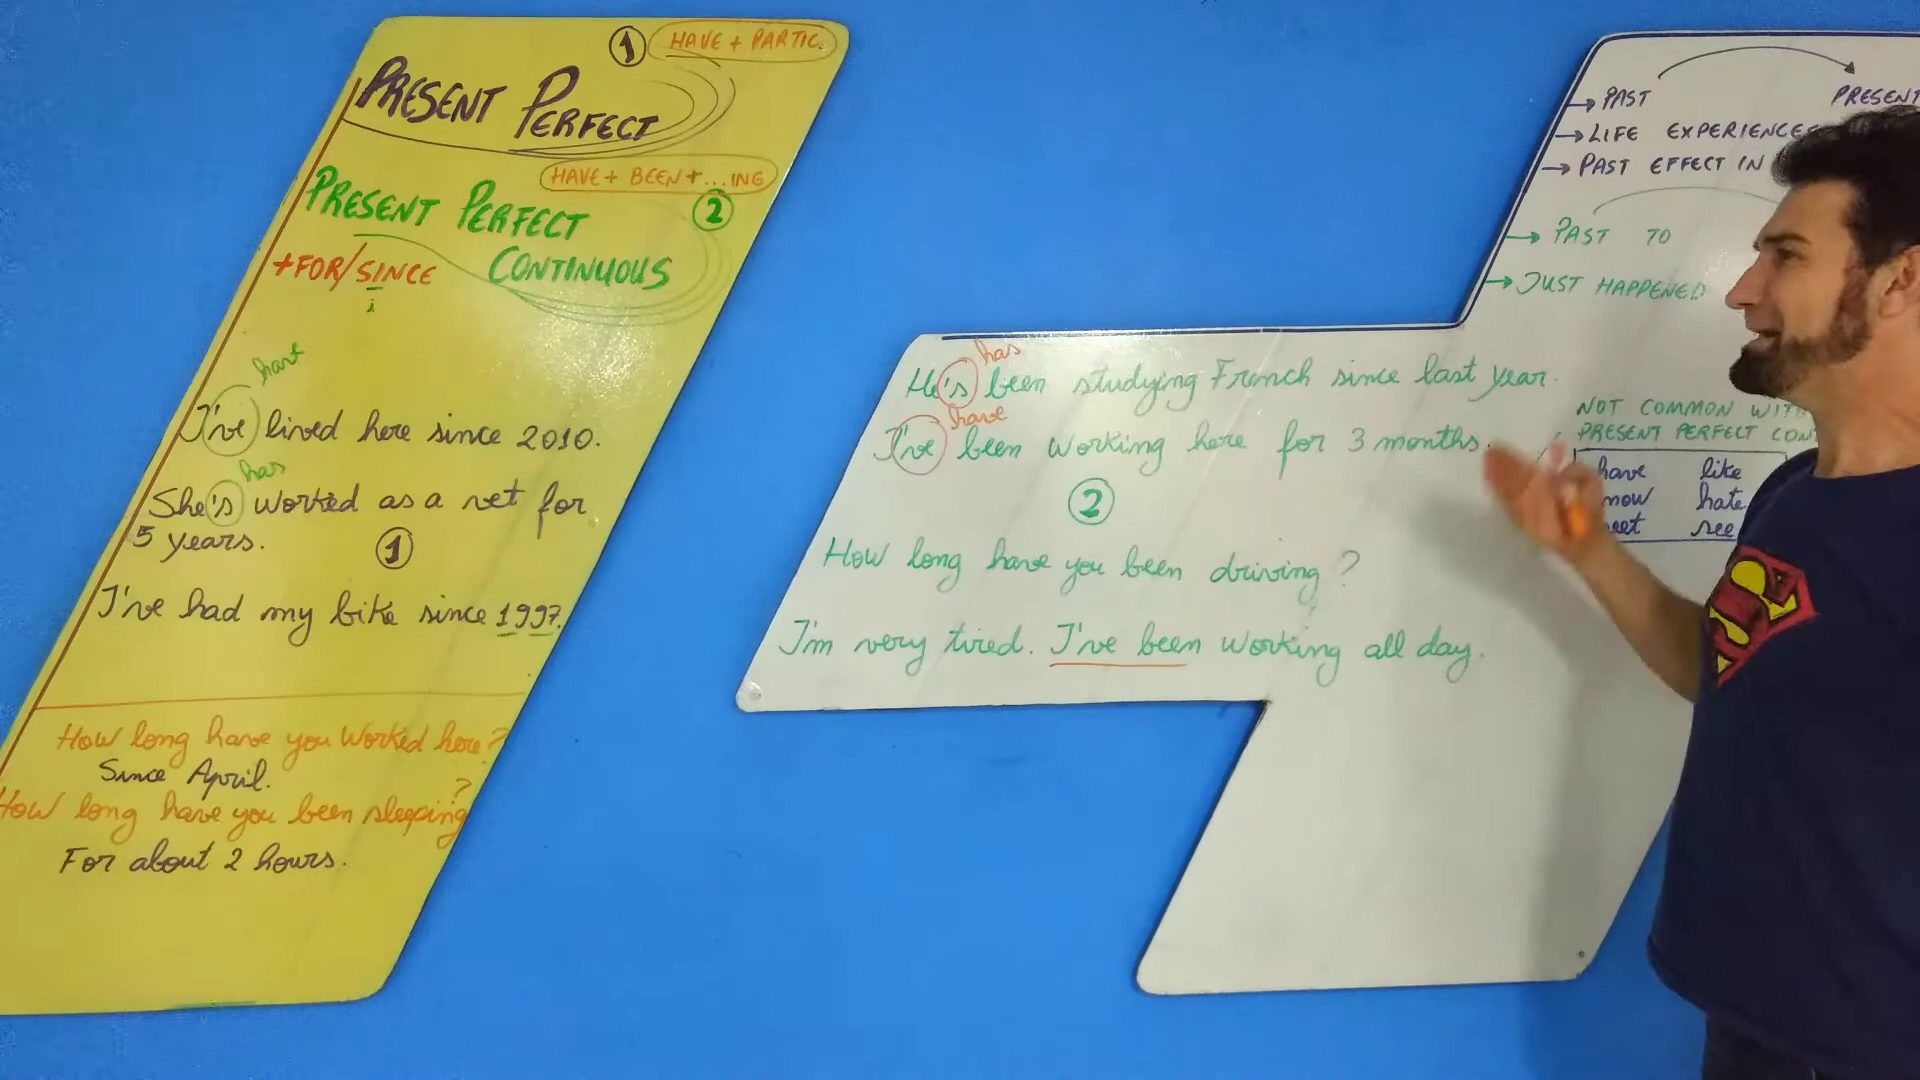 1 HAVE + PARTIC.
PRESENT PERFECT
HAVE + BEEN + ...ING
PRESENT PERFECT 2
+FOR/SINCE CONTINUOUS
i
I've lived here since 2010.
has
She's worked as a vet for
5 years. 1
I've had my bike since 1997.
How long have you worked here?
Since April.
How long have you been sleeping?
For about 2 hours.
PAST PRESENT
LIFE EXPERIENCES
PAST EFFECT IN
PAST TO
JUST HAPPENED
has
He's been studying French since last year.
have
I've been working here for 3 months.
2
How long have you been driving?
I'm very tired. I've been working all day.
NOT COMMON WITH
PRESENT PERFECT CON
have like
know hate
see